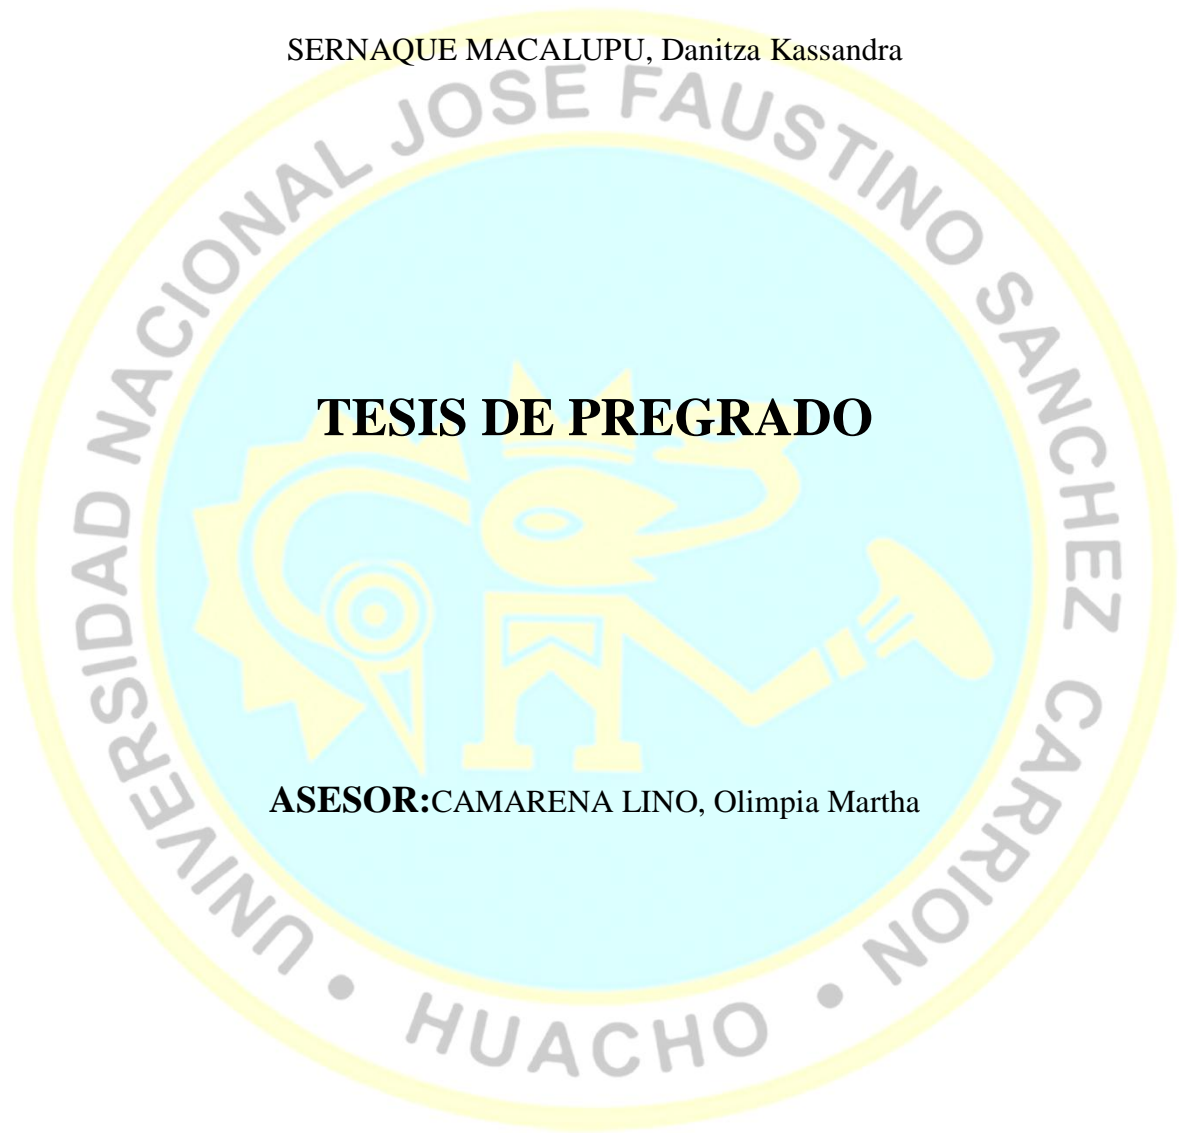 SERNAQUE MACALUPU, Danitza Kassandra
UNIVERSIDAD NACIONAL JOSE FAUSTINO SANCHEZ CARRION
TESIS DE PREGRADO
ASESOR:CAMARENA LINO, Olimpia Martha
• HUACHO •